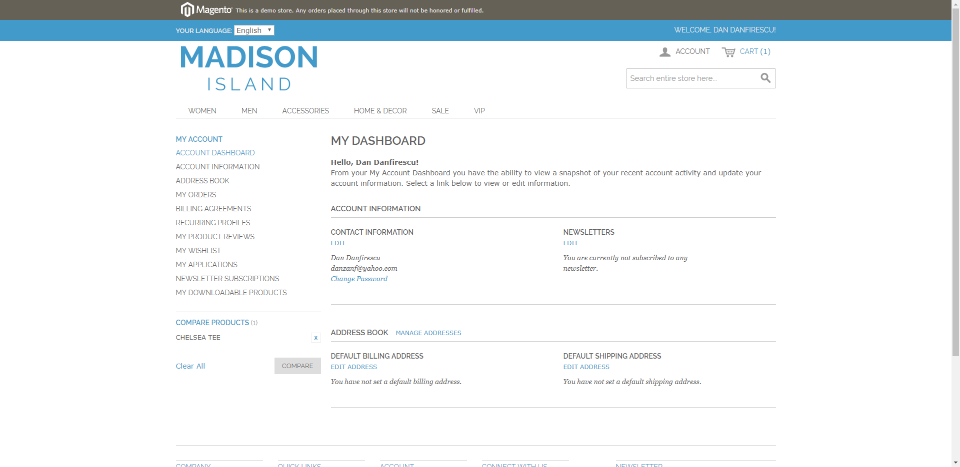 Magento This is a demo store. Any orders placed through this store will not be honored or fulfilled.
YOUR LANGUAGE: English
WELCOME, DAN DANFIRESCU!
MADISON
ISLAND
ACCOUNT
CART (1)
Search entire store here...
WOMEN MEN ACCESSORIES HOME & DECOR SALE VIP
MY ACCOUNT
ACCOUNT DASHBOARD
ACCOUNT INFORMATION
ADDRESS BOOK
MY ORDERS
BILLING AGREEMENTS
RECURRING PROFILES
MY PRODUCT REVIEWS
MY WISHLIST
MY APPLICATIONS
NEWSLETTER SUBSCRIPTIONS
MY DOWNLOADABLE PRODUCTS
COMPARE PRODUCTS (1)
CHELSEA TEE x
Clear All COMPARE
MY DASHBOARD
Hello, Dan Danfirescu!
From your My Account Dashboard you have the ability to view a snapshot of your recent account activity and update your
account information. Select a link below to view or edit information.
ACCOUNT INFORMATION
CONTACT INFORMATION
EDIT
Dan Danfirescu
danzanf@yahoo.com
Change Password
NEWSLETTERS
EDIT
You are currently not subscribed to any
newsletter.
ADDRESS BOOK MANAGE ADDRESSES
DEFAULT BILLING ADDRESS
EDIT ADDRESS
You have not set a default billing address.
DEFAULT SHIPPING ADDRESS
EDIT ADDRESS
You have not set a default shipping address.
COMPANY QUICK LINKS ACCOUNT CONNECT WITH US NEWSLETTER